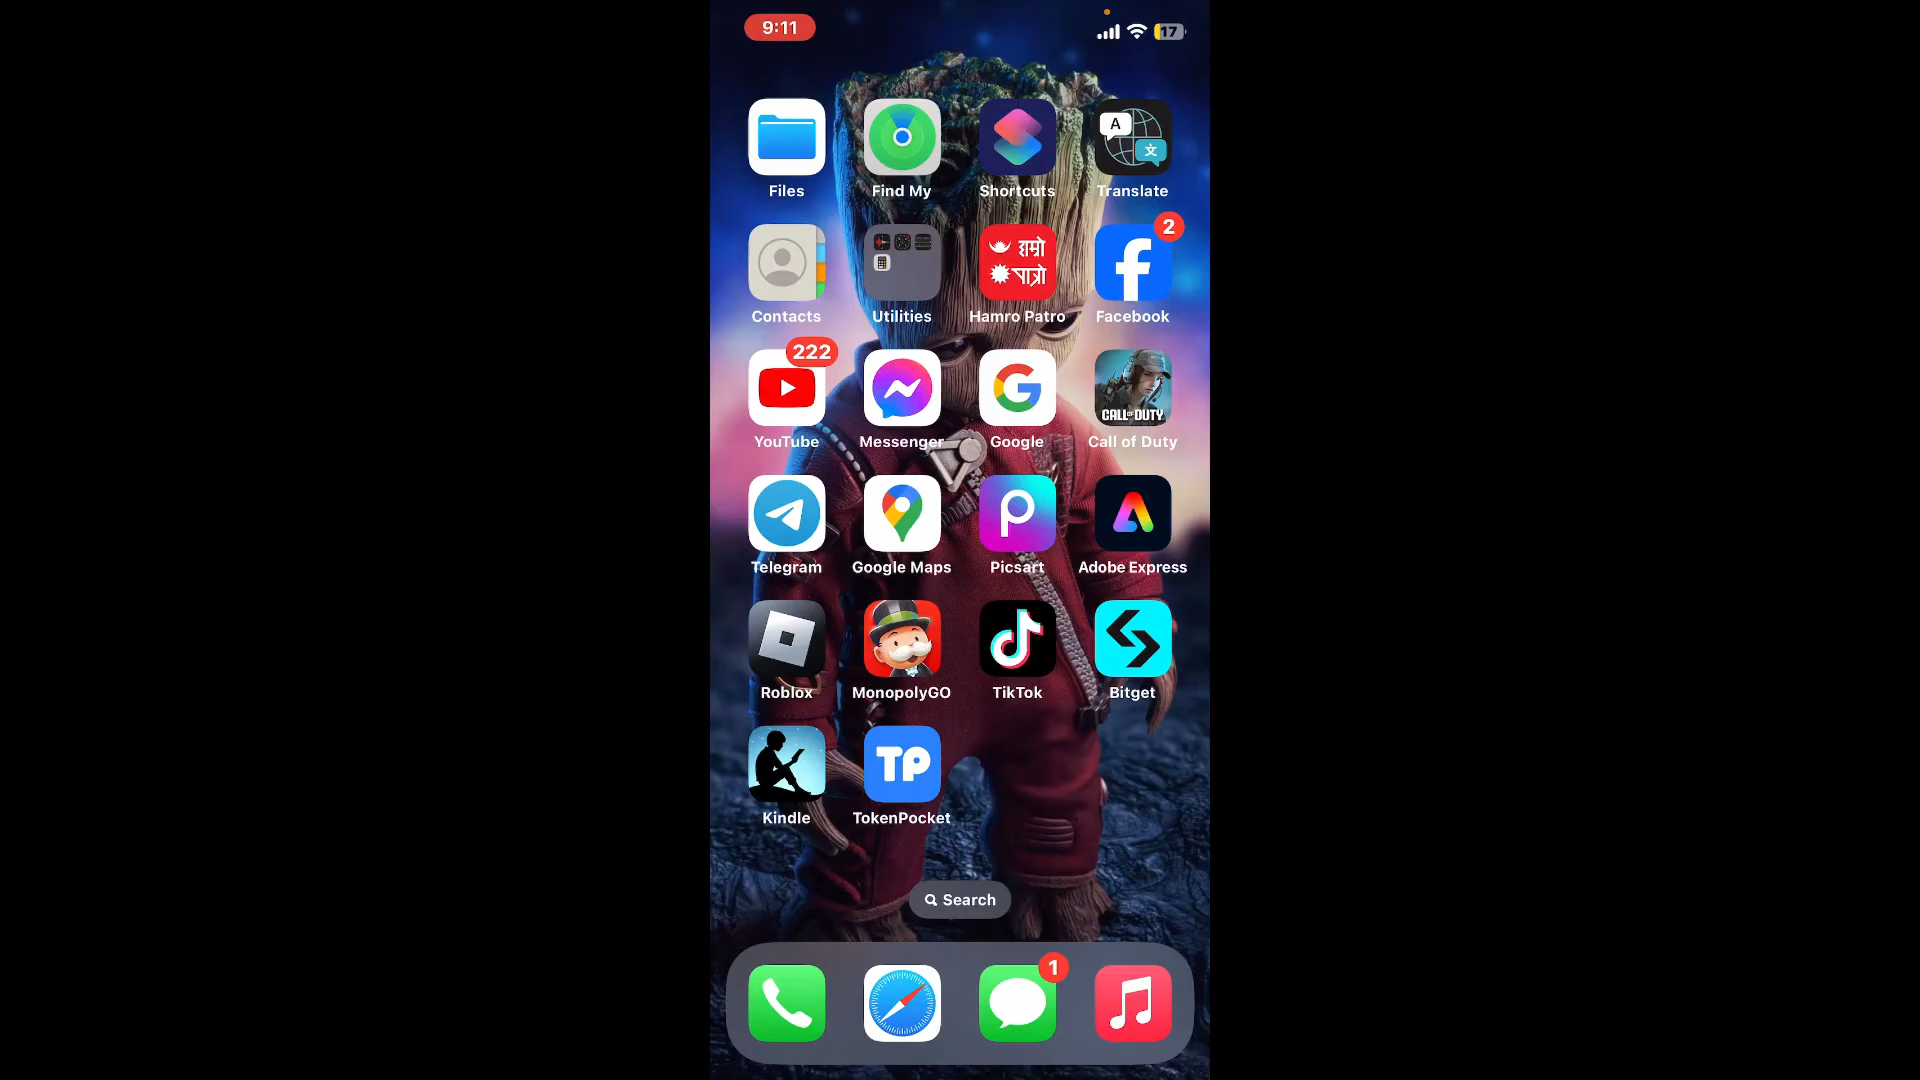 9:11
17
A
文
Files
Find My
Shortcuts
Translate
हाम्रो
पात्रो
2
Contacts
Utilities
Hamro Patro
Facebook
222
CALL OF DUTY
YouTube
Messenger
Google
Call of Duty
Telegram
Google Maps
Picsart
Adobe Express
Roblox
MonopolyGO
TikTok
Bitget
TP
Kindle
TokenPocket
Search
1